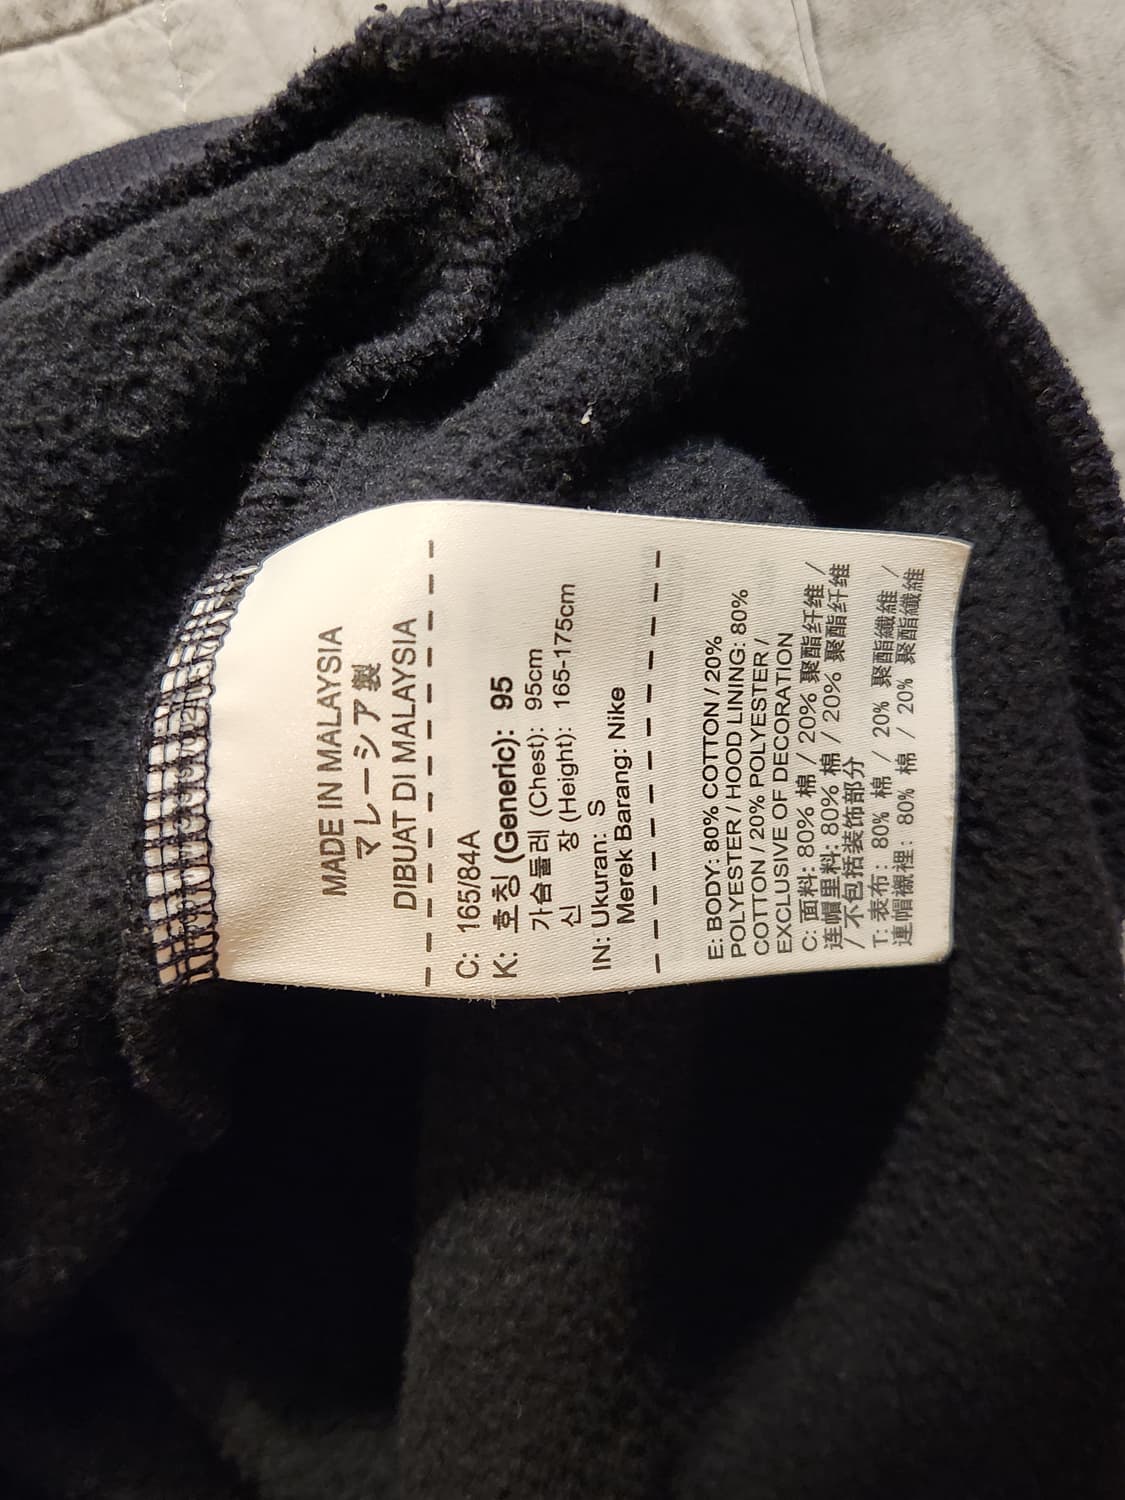 MADE IN MALAYSIA
マレーシア製
DIBUAT DI MALAYSIA
C: 165/84A
K: 호칭 (Generic): 95
가슴둘레 (Chest): 95cm
신 장 (Height): 165-175cm
IN: Ukuran: S
Merek Barang: Nike
E: BODY: 80% COTTON / 20%
POLYESTER / HOOD LINING: 80%
COTTON / 20% POLYESTER /
EXCLUSIVE OF DECORATION
C: 面料: 80% 棉 / 20% 聚酯纤维 /
连帽里料: 80% 棉 / 20% 聚酯纤维
/ 不包括装饰部分
T: 表布: 80% 棉 / 20% 聚酯纖維 /
連帽襯裡: 80% 棉 / 20% 聚酯纖維